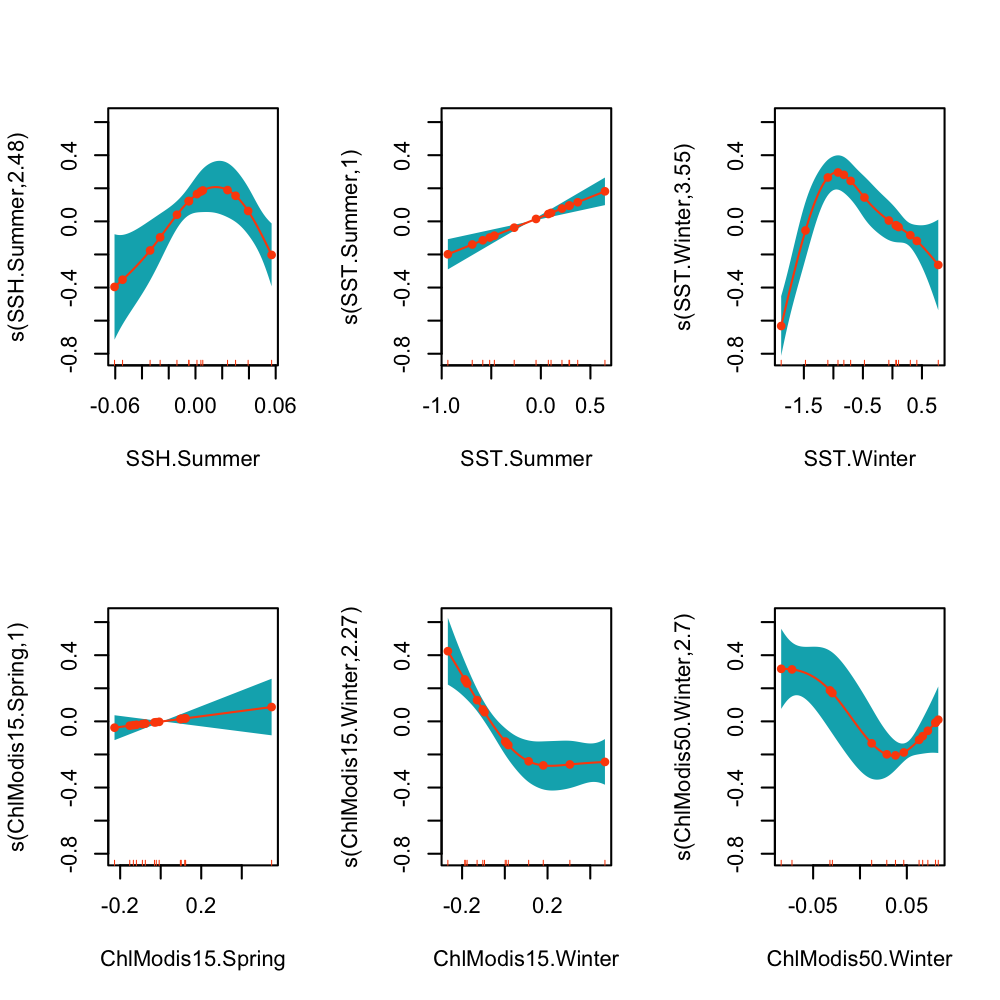 s(SSH.Summer,2.48)
0.4
0.0
-0.4
-0.8
-0.06 0.00 0.06
SSH.Summer
s(SST.Summer,1)
0.4
0.0
-0.4
-0.8
-1.0 0.0 0.5
SST.Summer
s(SST.Winter,3.55)
0.4
0.0
-0.4
-0.8
-1.5 -0.5 0.5
SST.Winter
s(ChlModis15.Spring,1)
0.4
0.0
-0.4
-0.8
-0.2 0.2
ChlModis15.Spring
s(ChlModis15.Winter,2.27)
0.4
0.0
-0.4
-0.8
-0.2 0.2
ChlModis15.Winter
s(ChlModis50.Winter,2.7)
0.4
0.0
-0.4
-0.8
-0.05 0.05
ChlModis50.Winter